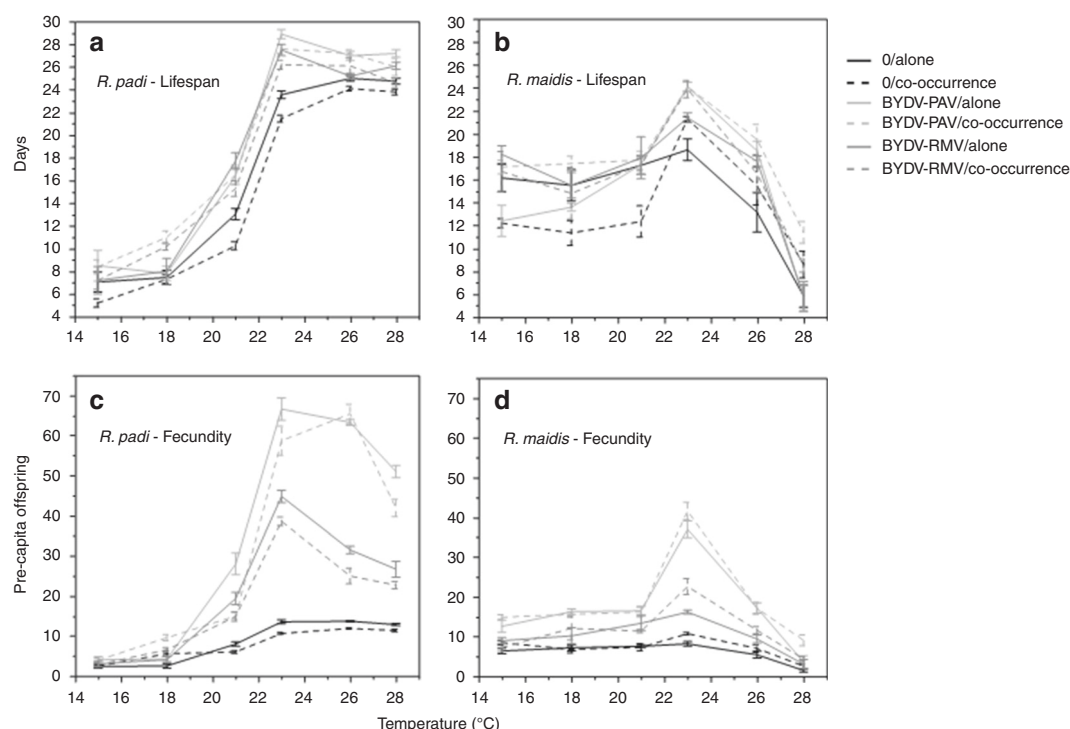 a
R. padi - Lifespan
Days
30
28
26
24
22
20
18
16
14
12
10
8
6
4
14 16 18 20 22 24 26 28
b
R. maidis - Lifespan
30
28
26
24
22
20
18
16
14
12
10
8
6
4
14 16 18 20 22 24 26 28
0/alone
0/co-occurrence
BYDV-PAV/alone
BYDV-PAV/co-occurrence
BYDV-RMV/alone
BYDV-RMV/co-occurrence
c
R. padi - Fecundity
Pre-capita offspring
70
60
50
40
30
20
10
0
14 16 18 20 22 24 26 28
d
R. maidis - Fecundity
70
60
50
40
30
20
10
0
14 16 18 20 22 24 26 28
Temperature (°C)